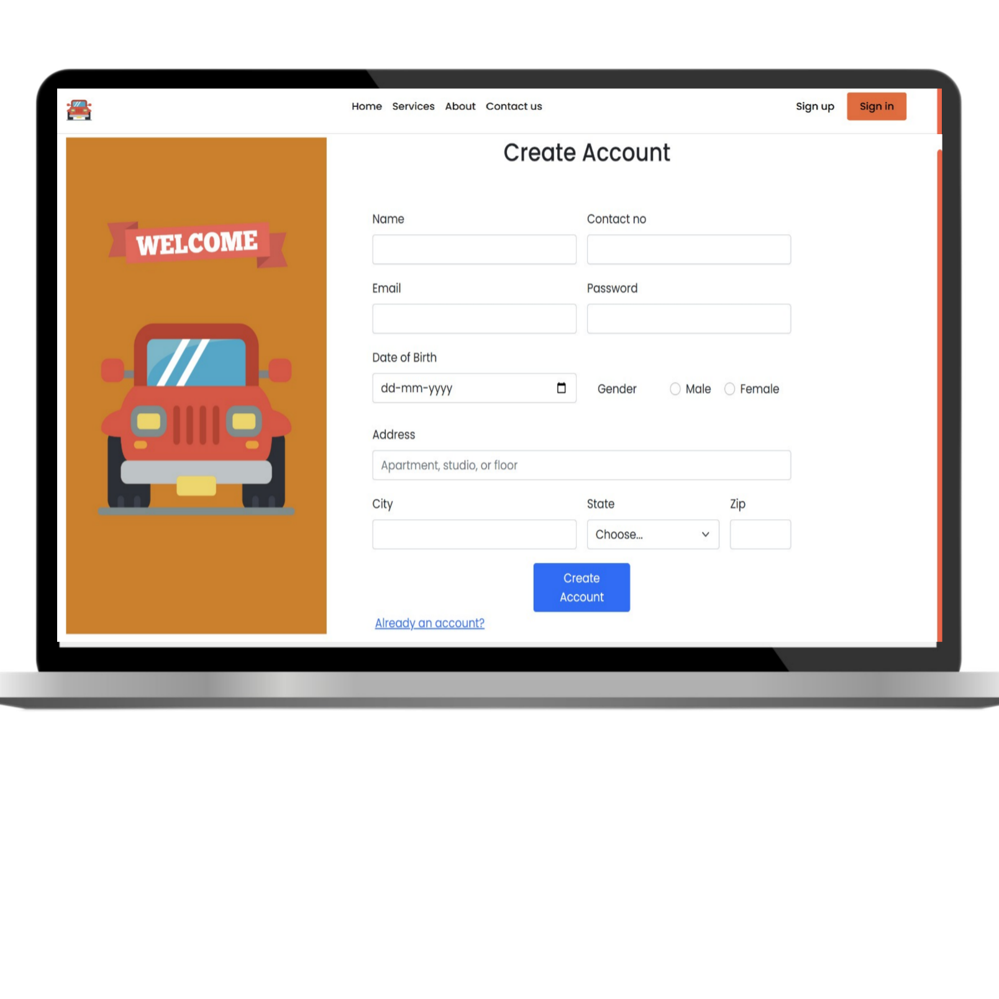 Home Services About Contact us Sign up Sign in
WELCOME
Create Account
Name Contact no
Email Password
Date of Birth
dd-mm-yyyy Gender Male Female
Address
Apartment, studio, or floor
City State Zip
Choose...
Create
Account
Already an account?